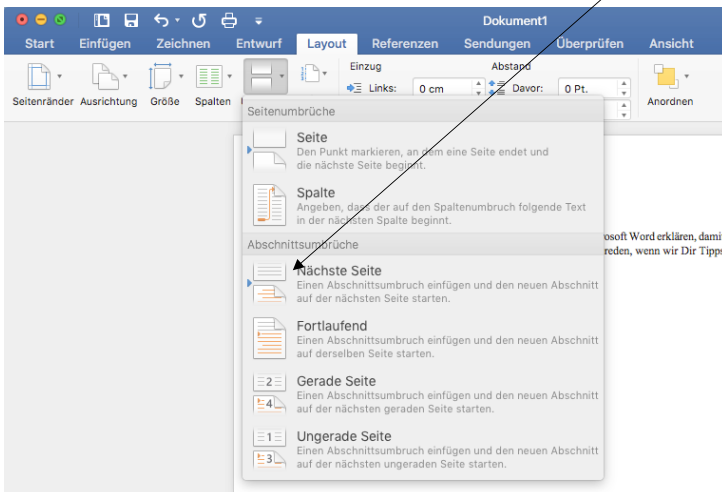 Dokument1
Start Einfügen Zeichnen Entwurf Layout Referenzen Sendungen Überprüfen Ansicht
Einzug Abstand
Links: 0 cm Davor: 0 Pt.
Seitenränder Ausrichtung Größe Spalten Anordnen
Seitenumbrüche
Seite
Den Punkt markieren, an dem eine Seite endet und
die nächste Seite beginnt.
Spalte
Angeben, dass der auf den Spaltenumbruch folgende Text
in der nächsten Spalte beginnt.
Abschnittsumbrüche
osoft Word erklären, dami
reden, wenn wir Dir Tipps
Nächste Seite
Einen Abschnittsumbruch einfügen und den neuen Abschnitt
auf der nächsten Seite starten.
Fortlaufend
Einen Abschnittsumbruch einfügen und den neuen Abschnitt
auf derselben Seite starten.
2
Gerade Seite
4
Einen Abschnittsumbruch einfügen und den neuen Abschnitt
auf der nächsten geraden Seite starten.
1
Ungerade Seite
3
Einen Abschnittsumbruch einfügen und den neuen Abschnitt
auf der nächsten ungeraden Seite starten.